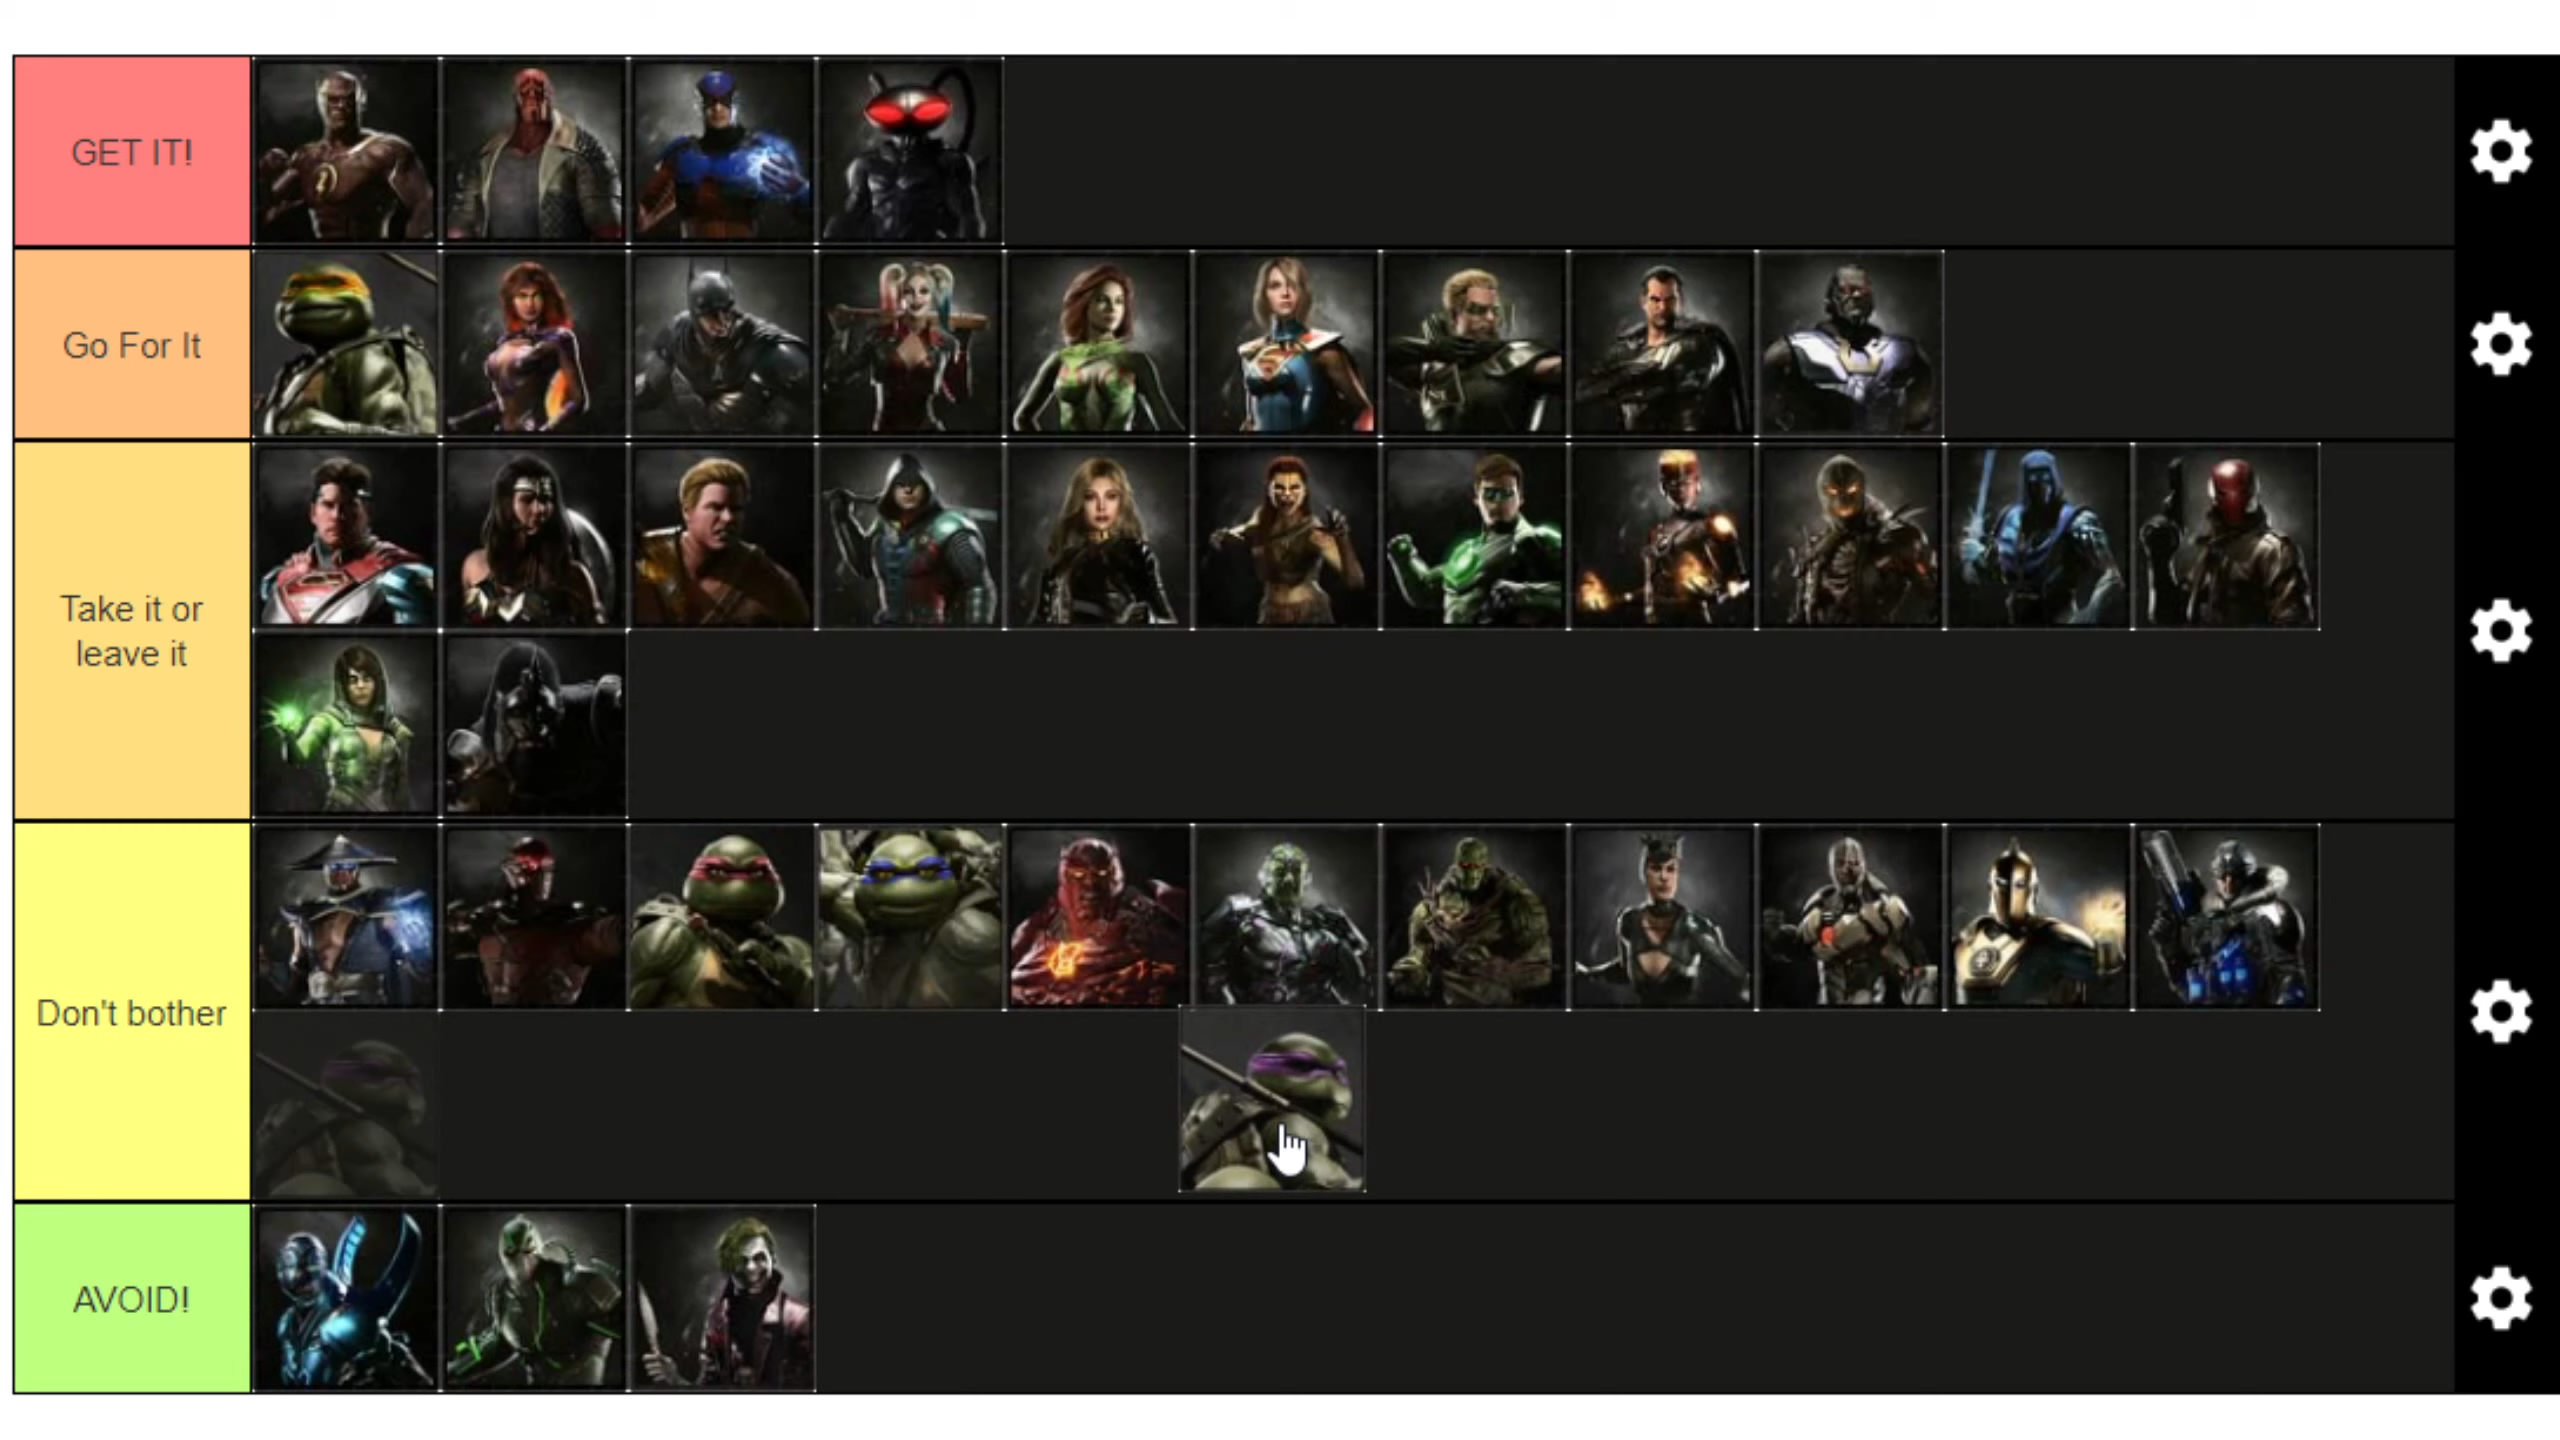 GET IT!
Go For It
Take it or
leave it
Don't bother
AVOID!